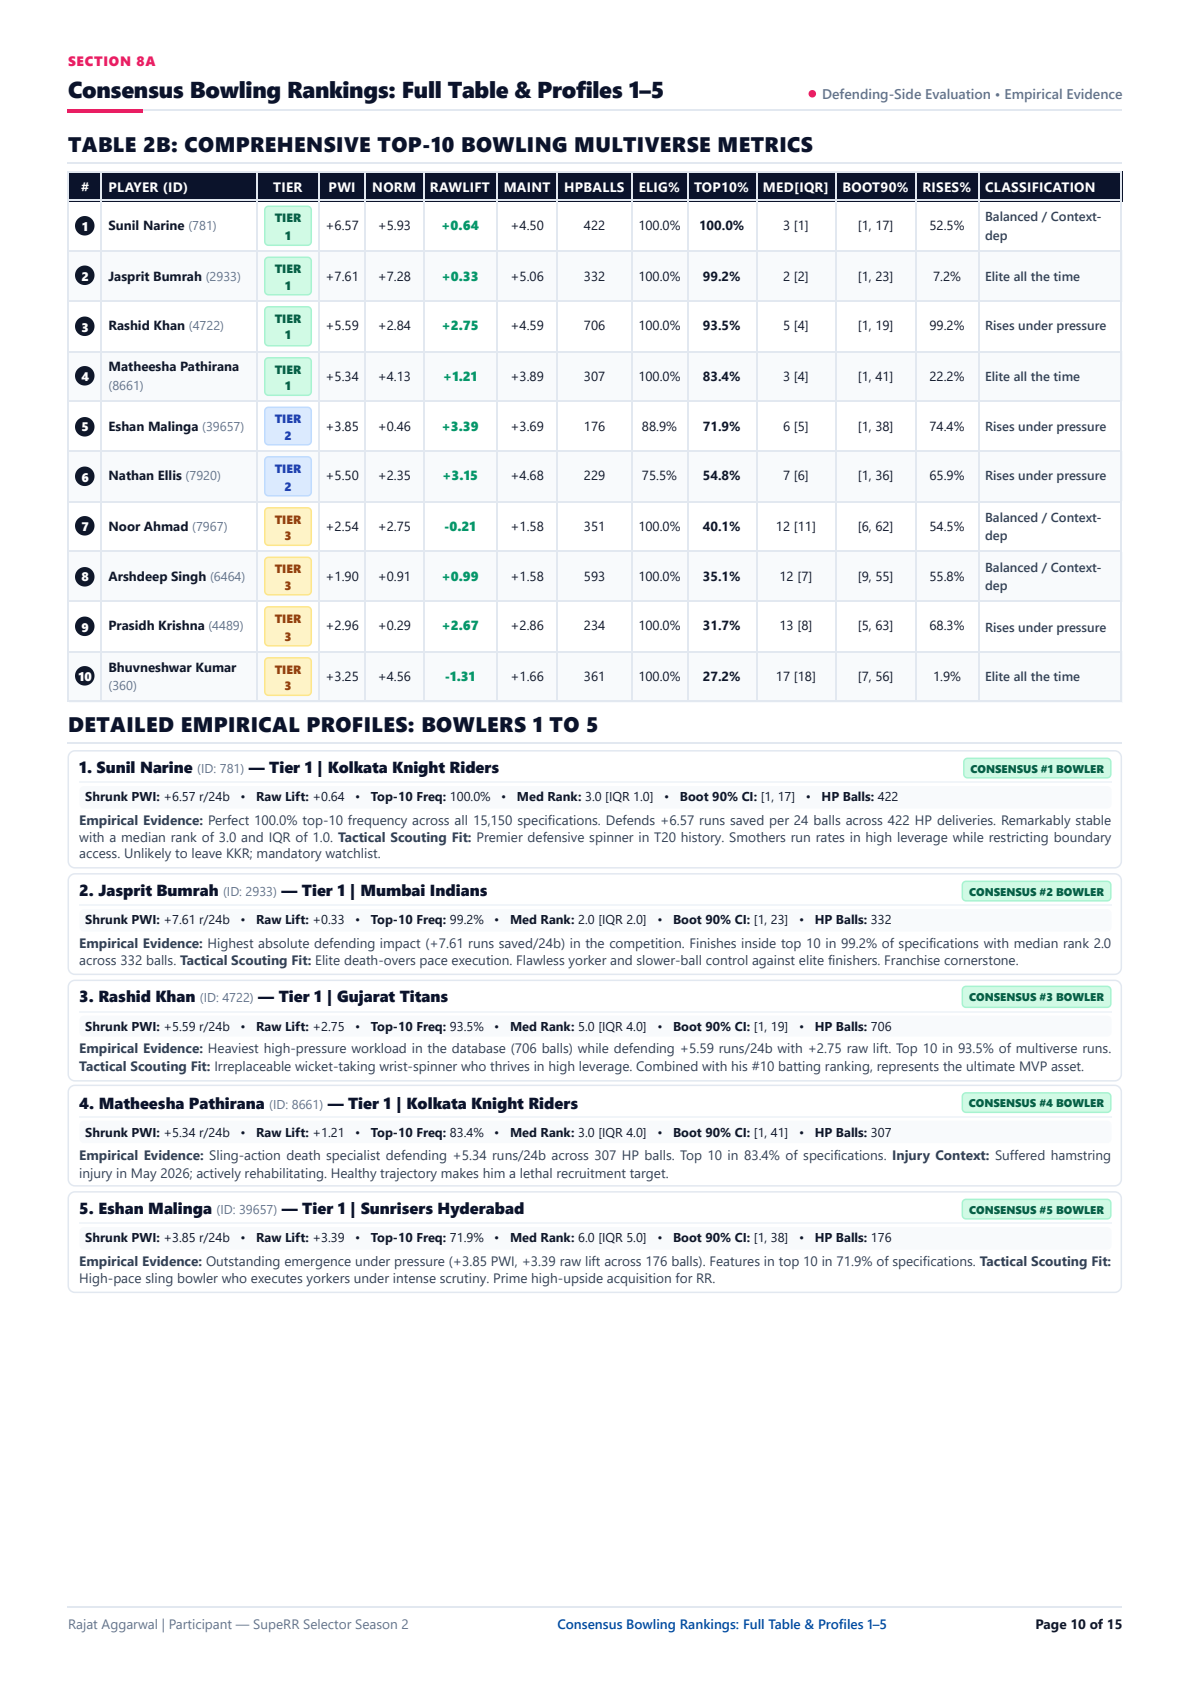 SECTION 8A
Consensus Bowling Rankings: Full Table & Profiles 1–5
● Defending-Side Evaluation • Empirical Evidence
TABLE 2B: COMPREHENSIVE TOP-10 BOWLING MULTIVERSE METRICS
# PLAYER (ID) TIER PWI NORM RAWLIFT MAINT HPBALLS ELIG% TOP10% MED[IQR] BOOT90% RISES% CLASSIFICATION
1 Sunil Narine (781) TIER 1 +6.57 +5.93 +0.64 +4.50 422 100.0% 100.0% 3 [1] [1, 17] 52.5% Balanced / Context-dep
2 Jasprit Bumrah (2933) TIER 1 +7.61 +7.28 +0.33 +5.06 332 100.0% 99.2% 2 [2] [1, 23] 7.2% Elite all the time
3 Rashid Khan (4722) TIER 1 +5.59 +2.84 +2.75 +4.59 706 100.0% 93.5% 5 [4] [1, 19] 99.2% Rises under pressure
4 Matheesha Pathirana (8661) TIER 1 +5.34 +4.13 +1.21 +3.89 307 100.0% 83.4% 3 [4] [1, 41] 22.2% Elite all the time
5 Eshan Malinga (39657) TIER 2 +3.85 +0.46 +3.39 +3.69 176 88.9% 71.9% 6 [5] [1, 38] 74.4% Rises under pressure
6 Nathan Ellis (7920) TIER 2 +5.50 +2.35 +3.15 +4.68 229 75.5% 54.8% 7 [6] [1, 36] 65.9% Rises under pressure
7 Noor Ahmad (7967) TIER 3 +2.54 +2.75 -0.21 +1.58 351 100.0% 40.1% 12 [11] [6, 62] 54.5% Balanced / Context-dep
8 Arshdeep Singh (6464) TIER 3 +1.90 +0.91 +0.99 +1.58 593 100.0% 35.1% 12 [7] [9, 55] 55.8% Balanced / Context-dep
9 Prasidh Krishna (4489) TIER 3 +2.96 +0.29 +2.67 +2.86 234 100.0% 31.7% 13 [8] [5, 63] 68.3% Rises under pressure
10 Bhuvneshwar Kumar (360) TIER 3 +3.25 +4.56 -1.31 +1.66 361 100.0% 27.2% 17 [18] [7, 56] 1.9% Elite all the time
DETAILED EMPIRICAL PROFILES: BOWLERS 1 TO 5
1. Sunil Narine (ID: 781) — Tier 1 | Kolkata Knight Riders
CONSENSUS #1 BOWLER
Shrunk PWI: +6.57 r/24b • Raw Lift: +0.64 • Top-10 Freq: 100.0% • Med Rank: 3.0 [IQR 1.0] • Boot 90% CI: [1, 17] • HP Balls: 422
Empirical Evidence: Perfect 100.0% top-10 frequency across all 15,150 specifications. Defends +6.57 runs saved per 24 balls across 422 HP deliveries. Remarkably stable
with a median rank of 3.0 and IQR of 1.0. Tactical Scouting Fit: Premier defensive spinner in T20 history. Smothers run rates in high leverage while restricting boundary
access. Unlikely to leave KKR; mandatory watchlist.
2. Jasprit Bumrah (ID: 2933) — Tier 1 | Mumbai Indians
CONSENSUS #2 BOWLER
Shrunk PWI: +7.61 r/24b • Raw Lift: +0.33 • Top-10 Freq: 99.2% • Med Rank: 2.0 [IQR 2.0] • Boot 90% CI: [1, 23] • HP Balls: 332
Empirical Evidence: Highest absolute defending impact (+7.61 runs saved/24b) in the competition. Finishes inside top 10 in 99.2% of specifications with median rank 2.0
across 332 balls. Tactical Scouting Fit: Elite death-overs pace execution. Flawless yorker and slower-ball control against elite finishers. Franchise cornerstone.
3. Rashid Khan (ID: 4722) — Tier 1 | Gujarat Titans
CONSENSUS #3 BOWLER
Shrunk PWI: +5.59 r/24b • Raw Lift: +2.75 • Top-10 Freq: 93.5% • Med Rank: 5.0 [IQR 4.0] • Boot 90% CI: [1, 19] • HP Balls: 706
Empirical Evidence: Heaviest high-pressure workload in the database (706 balls) while defending +5.59 runs/24b with +2.75 raw lift. Top 10 in 93.5% of multiverse runs.
Tactical Scouting Fit: Irreplaceable wicket-taking wrist-spinner who thrives in high leverage. Combined with his #10 batting ranking, represents the ultimate MVP asset.
4. Matheesha Pathirana (ID: 8661) — Tier 1 | Kolkata Knight Riders
CONSENSUS #4 BOWLER
Shrunk PWI: +5.34 r/24b • Raw Lift: +1.21 • Top-10 Freq: 83.4% • Med Rank: 3.0 [IQR 4.0] • Boot 90% CI: [1, 41] • HP Balls: 307
Empirical Evidence: Sling-action death specialist defending +5.34 runs/24b across 307 HP balls. Top 10 in 83.4% of specifications. Injury Context: Suffered hamstring
injury in May 2026; actively rehabilitating. Healthy trajectory makes him a lethal recruitment target.
5. Eshan Malinga (ID: 39657) — Tier 1 | Sunrisers Hyderabad
CONSENSUS #5 BOWLER
Shrunk PWI: +3.85 r/24b • Raw Lift: +3.39 • Top-10 Freq: 71.9% • Med Rank: 6.0 [IQR 5.0] • Boot 90% CI: [1, 38] • HP Balls: 176
Empirical Evidence: Outstanding emergence under pressure (+3.85 PWI, +3.39 raw lift across 176 balls). Features in top 10 in 71.9% of specifications. Tactical Scouting Fit:
High-pace sling bowler who executes yorkers under intense scrutiny. Prime high-upside acquisition for RR.
Rajat Aggarwal | Participant — SupeRR Selector Season 2
Consensus Bowling Rankings: Full Table & Profiles 1–5
Page 10 of 15